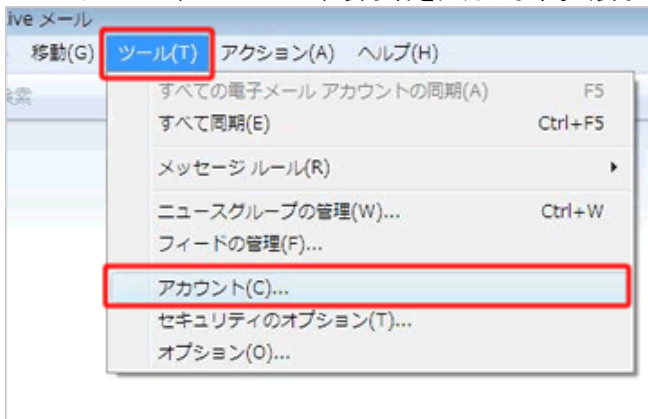 ive メール
移動(G) ツール(T) アクション(A) ヘルプ(H)
索
すべての電子メール アカウントの同期(A) F5
すべて同期(E) Ctrl+F5
メッセージ ルール(R)
ニュースグループの管理(W)... Ctrl+W
フィードの管理(F)...
アカウント(C)...
セキュリティのオプション(T)...
オプション(O)...